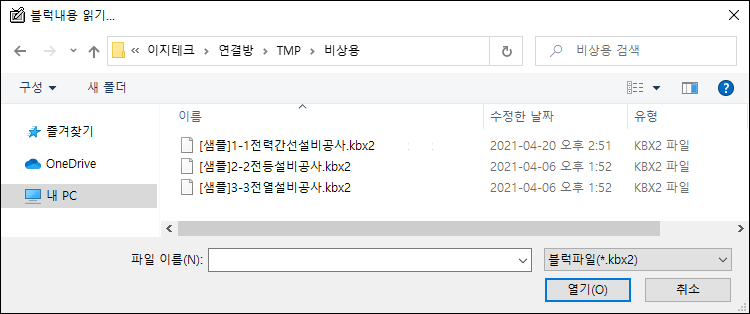 블럭내용 읽기...
« 이지테크 > 연결방 > TMP > 비상용
비상용 검색
구성 새 폴더
이름 수정한 날짜 유형
즐겨찾기
OneDrive
내 PC
[샘플]1-1전력간선설비공사.kbx2 2021-04-20 오후 2:51 KBX2 파일
[샘플]2-2전등설비공사.kbx2 2021-04-06 오후 1:52 KBX2 파일
[샘플]3-3전열설비공사.kbx2 2021-04-06 오후 1:52 KBX2 파일
파일 이름(N): 블럭파일(*.kbx2)
열기(O) 취소